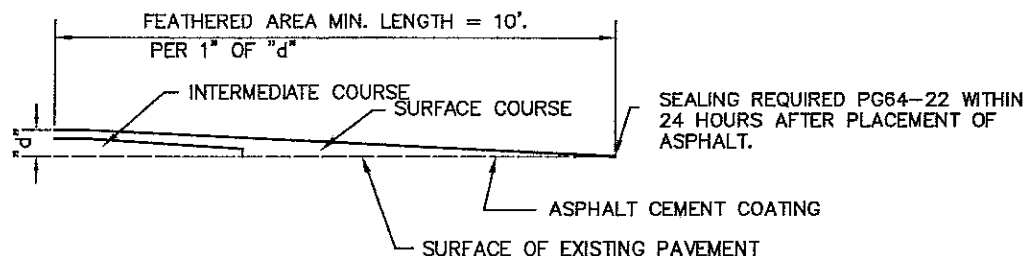 FEATHERED AREA MIN. LENGTH = 10'.
PER 1" OF "d"
INTERMEDIATE COURSE
SURFACE COURSE
SEALING REQUIRED PG64-22 WITHIN
24 HOURS AFTER PLACEMENT OF
ASPHALT.
"d"
ASPHALT CEMENT COATING
SURFACE OF EXISTING PAVEMENT